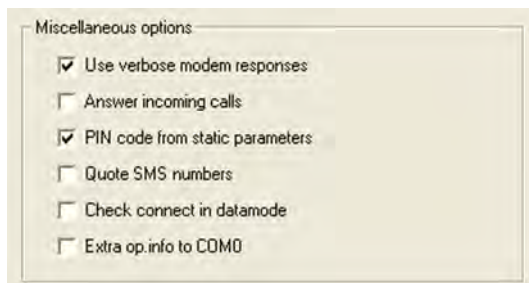 Miscellaneous options
Use verbose modem responses
Answer incoming calls
PIN code from static parameters
Quote SMS numbers
Check connect in datamode
Extra op.info to COM0